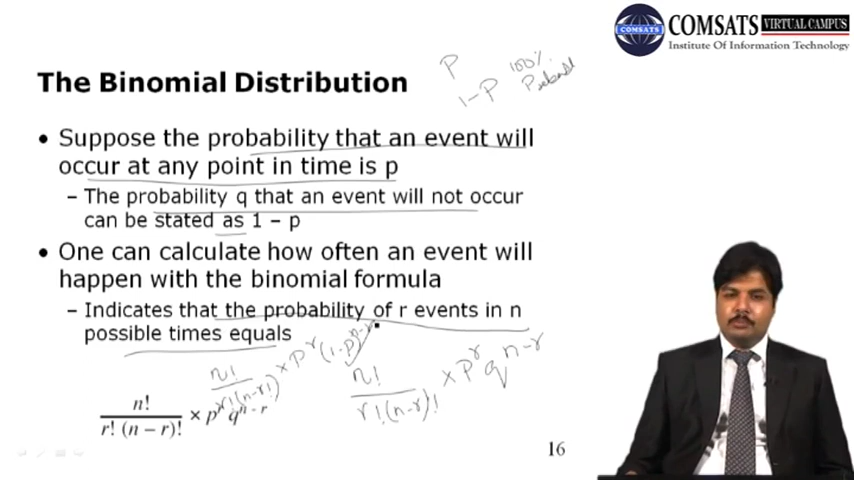 COMSATS VIRTUAL CAMPUS
COMSATS
Institute Of Information Technology
P
1-P
100%
The Binomial Distribution
• Suppose the probability that an event will
occur at any point in time is p
– The probability q that an event will not occur
can be stated as 1 – p
• One can calculate how often an event will
happen with the binomial formula
– Indicates that the probability of r events in n
possible times equals
n! / r!(n-r!) × P^r (1-P)^n-r
n! / r!(n-r)! × P^r q^n-r
n! / r! (n – r)! × p^r q^n – r
16